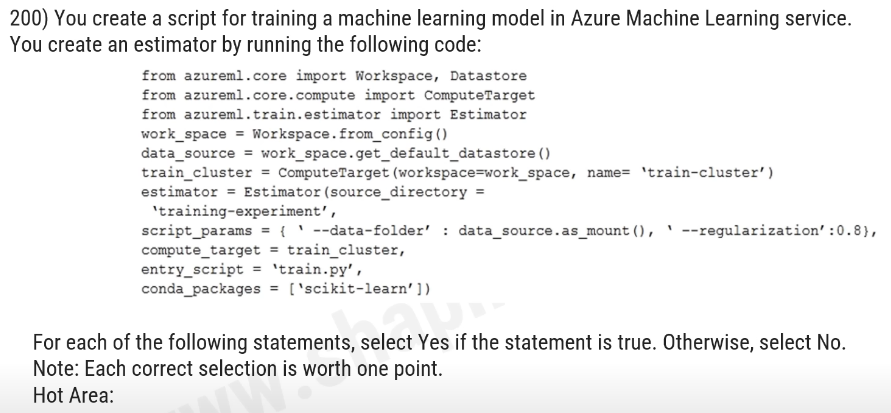 200) You create a script for training a machine learning model in Azure Machine Learning service.
You create an estimator by running the following code:
from azureml.core import Workspace, Datastore
from azureml.core.compute import ComputeTarget
from azureml.train.estimator import Estimator
work_space = Workspace.from_config()
data_source = work_space.get_default_datastore()
train_cluster = ComputeTarget(workspace=work_space, name= ‘train-cluster’)
estimator = Estimator(source_directory =
‘training-experiment’,
script_params = { ‘ --data-folder’ : data_source.as_mount(), ‘ --regularization’:0.8},
compute_target = train_cluster,
entry_script = ‘train.py’,
conda_packages = [‘scikit-learn’])
For each of the following statements, select Yes if the statement is true. Otherwise, select No.
Note: Each correct selection is worth one point.
Hot Area: